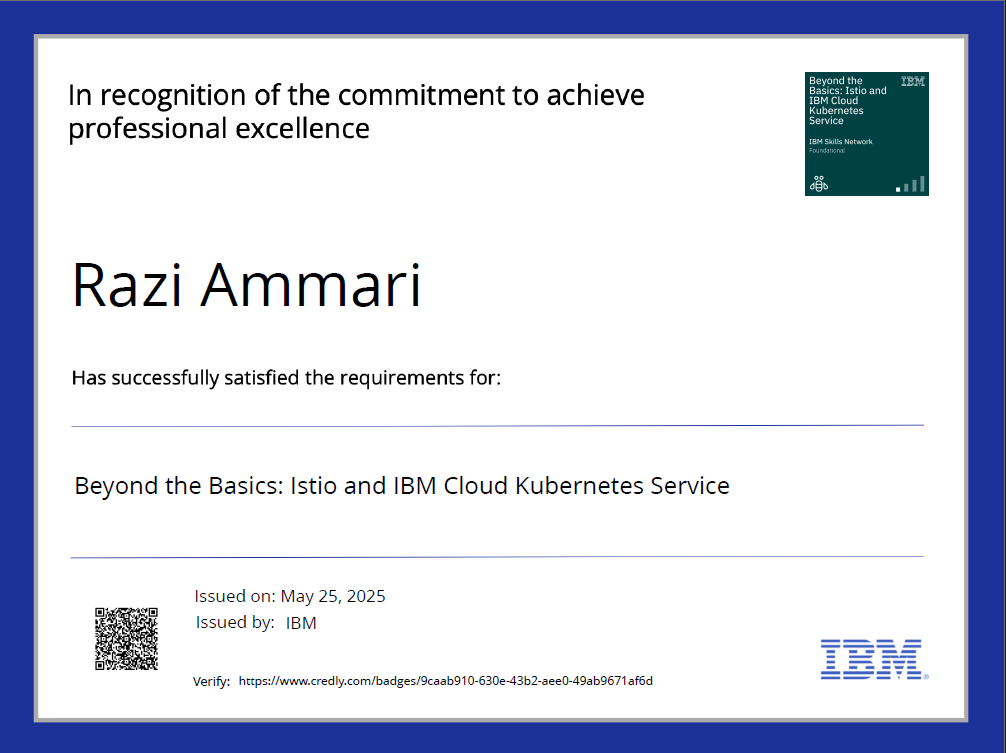 In recognition of the commitment to achieve
professional excellence
Beyond the
Basics: Istio and
IBM Cloud
Kubernetes
Service
IBM
IBM Skills Network
Foundational
Razi Ammari
Has successfully satisfied the requirements for:
Beyond the Basics: Istio and IBM Cloud Kubernetes Service
Issued on: May 25, 2025
Issued by: IBM
Verify: https://www.credly.com/badges/9caab910-630e-43b2-aee0-49ab9671af6d
IBM®